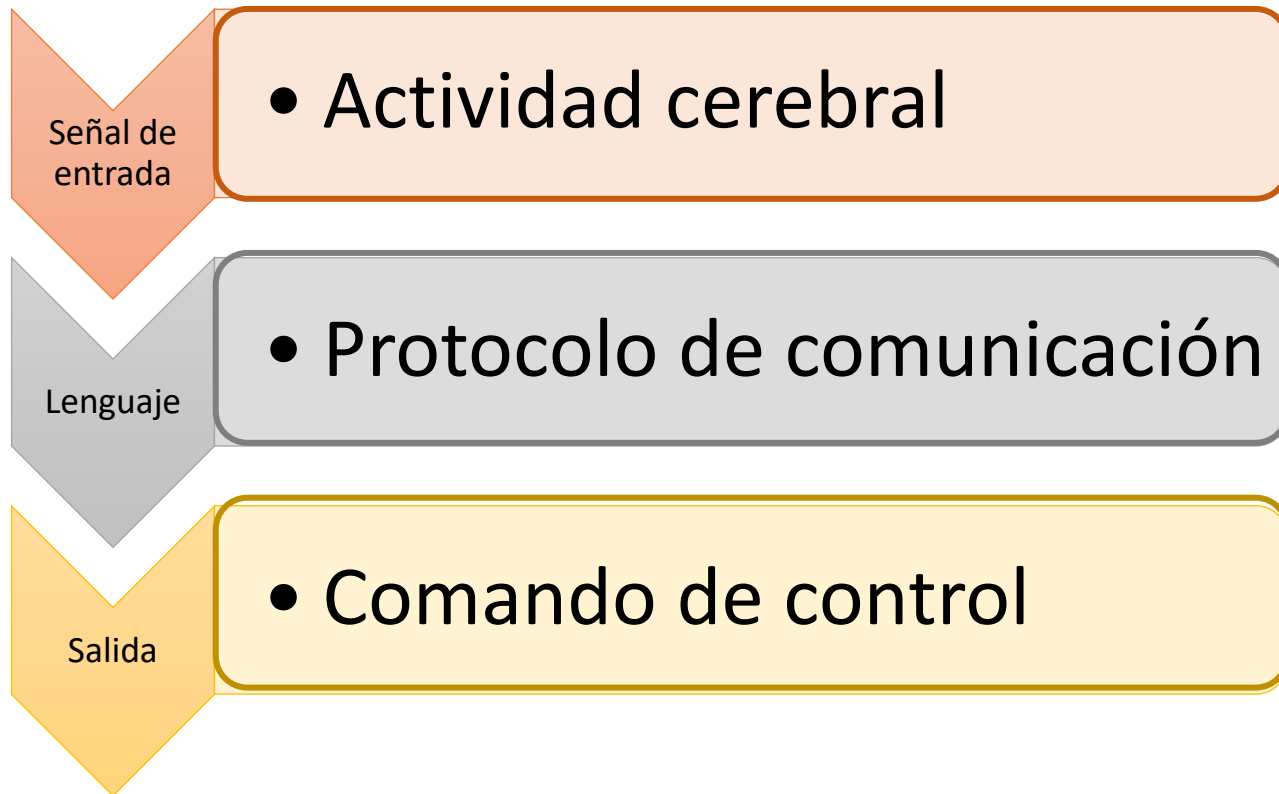 Señal de
entrada
• Actividad cerebral
Lenguaje
• Protocolo de comunicación
Salida
• Comando de control